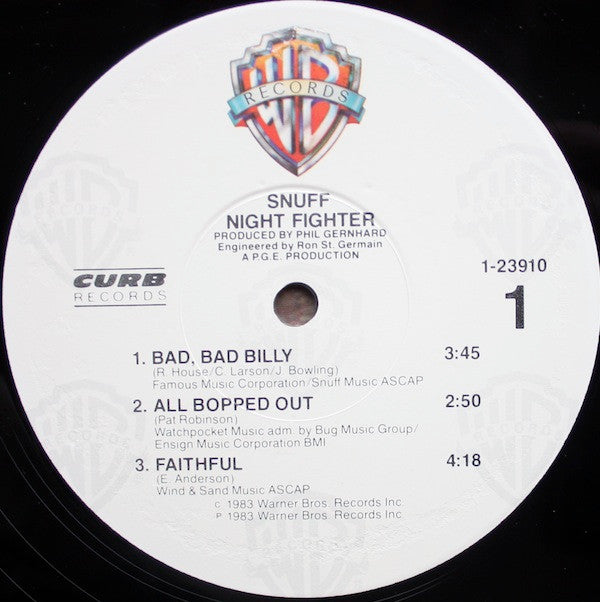 WB
RECORDS
SNUFF
NIGHT FIGHTER
PRODUCED BY PHIL GERNHARD
Engineered by Ron St. Germain
A P.G.E. PRODUCTION
CURB
RECORDS
1-23910
1
1. BAD, BAD BILLY 3:45
(R. House/C. Larson/J. Bowling)
Famous Music Corporation/Snuff Music ASCAP
2. ALL BOPPED OUT 2:50
(Pat Robinson)
Watchpocket Music adm. by Bug Music Group/
Ensign Music Corporation BMI
3. FAITHFUL 4:18
(E. Anderson)
Wind & Sand Music ASCAP
© 1983 Warner Bros. Records Inc.
℗ 1983 Warner Bros. Records Inc.